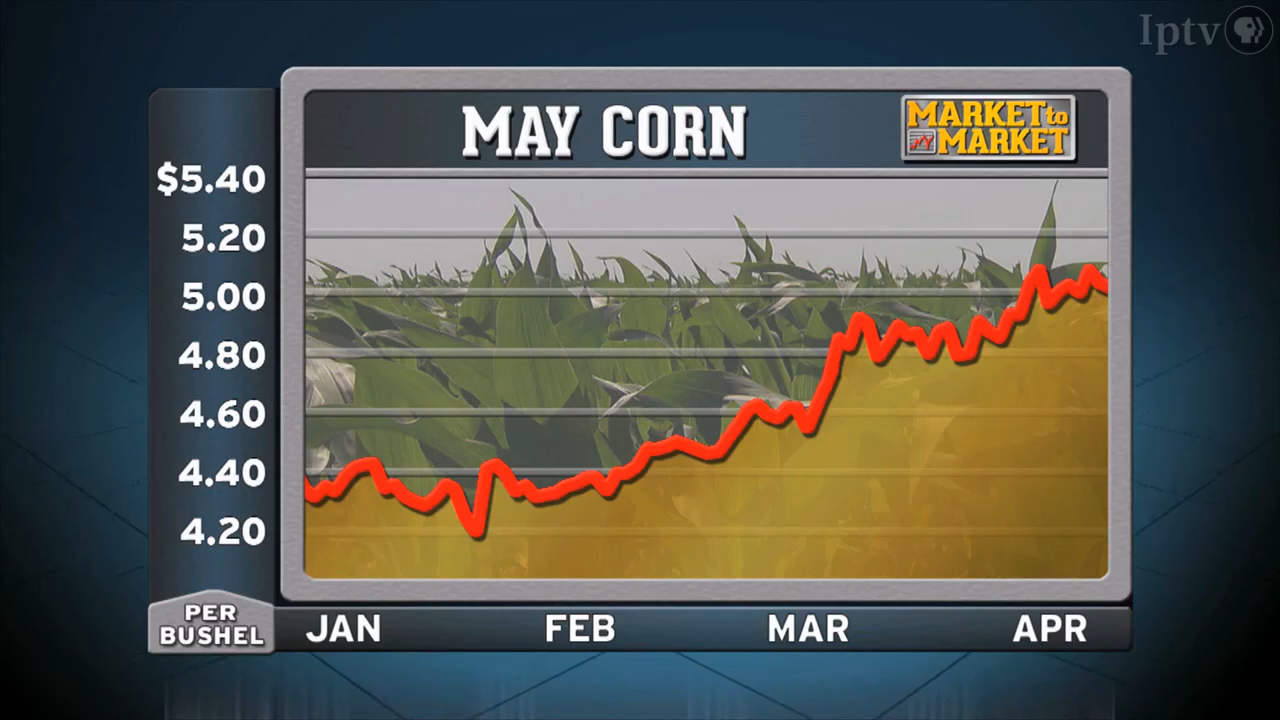 Iptv
MAY CORN
MARKET to
MARKET
$5.40
5.20
5.00
4.80
4.60
4.40
4.20
PER
BUSHEL
JAN FEB MAR APR